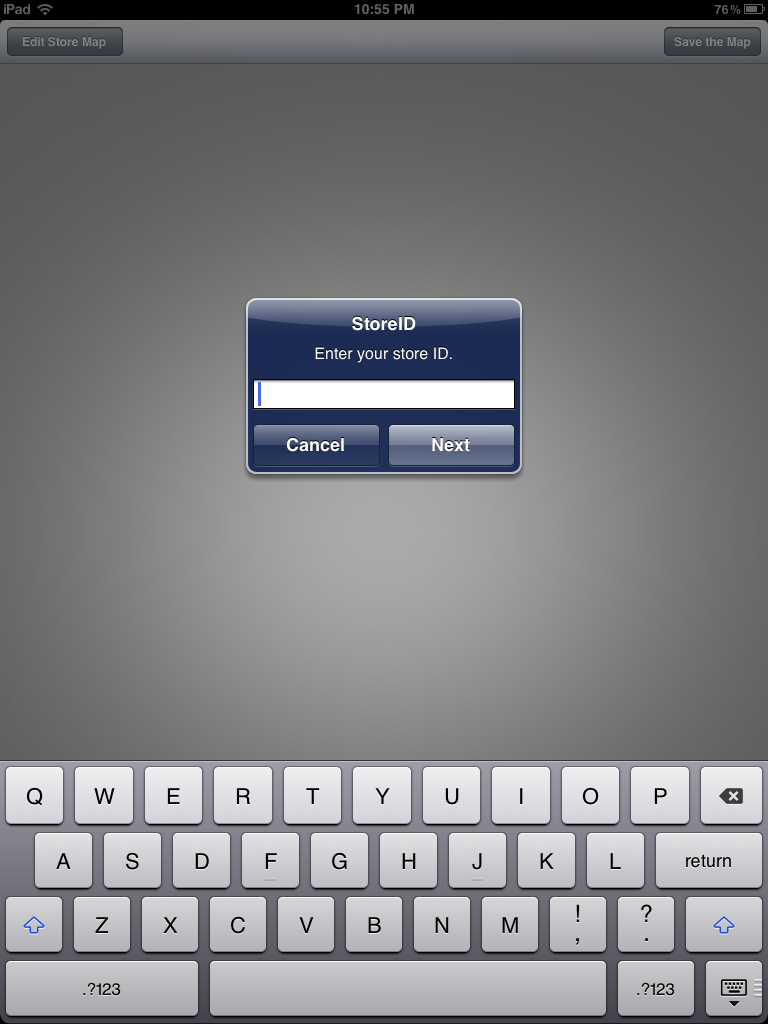 iPad 10:55 PM 76%
Edit Store Map Save the Map
StoreID
Enter your store ID.
Cancel Next
Q W E R T Y U I O P
A S D F G H J K L return
Z X C V B N M ! , ? .
.?123 .?123